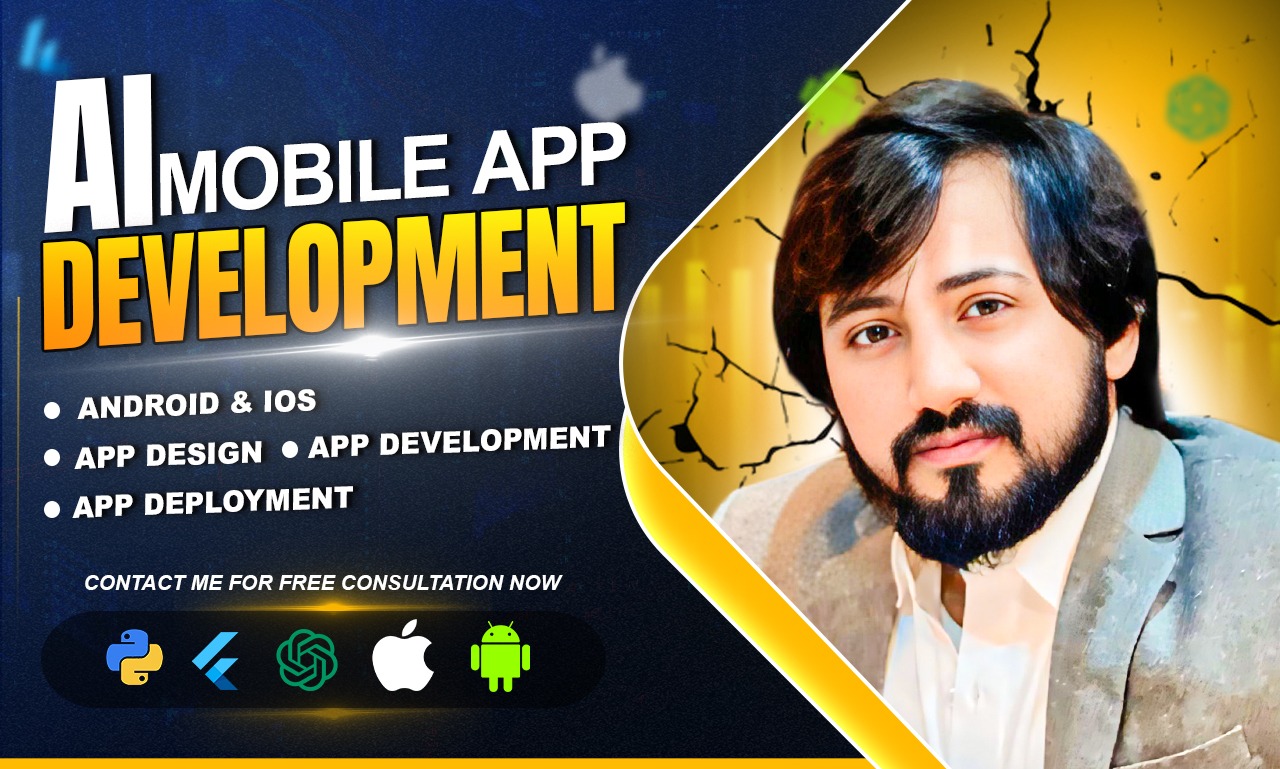 AI MOBILE APP
DEVELOPMENT
● ANDROID & IOS
● APP DESIGN ● APP DEVELOPMENT
● APP DEPLOYMENT
CONTACT ME FOR FREE CONSULTATION NOW